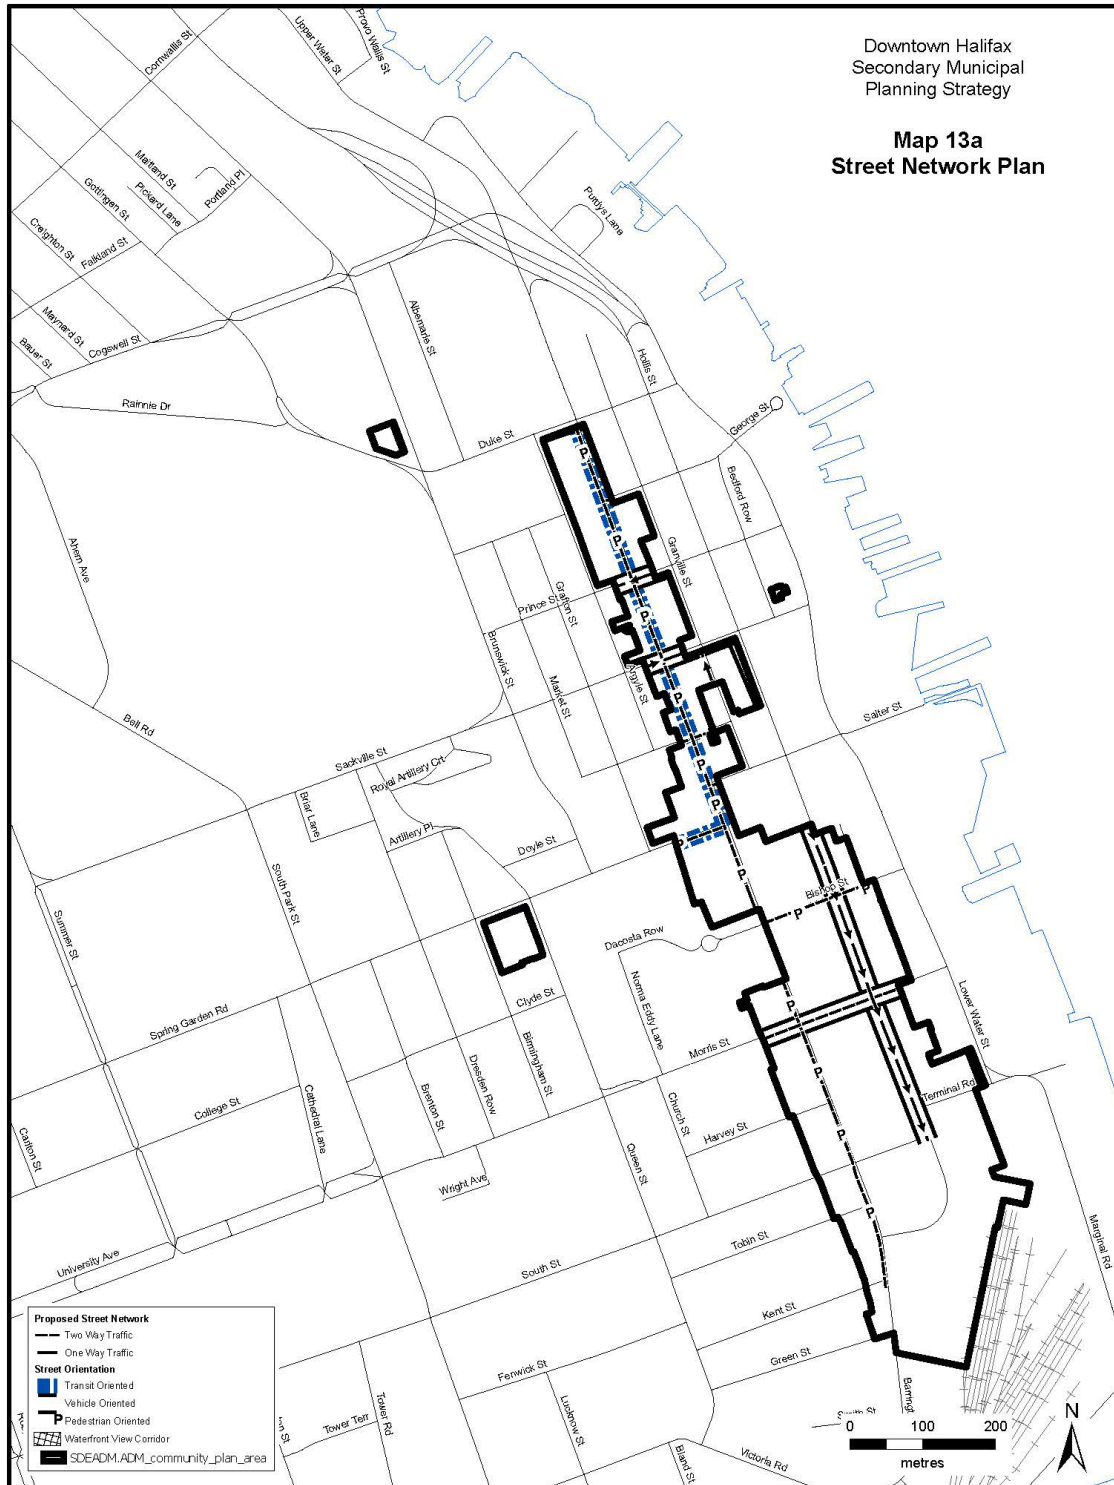 Downtown Halifax
Secondary Municipal
Planning Strategy
Map 13a
Street Network Plan
Cornwallis St
Upper Water St
Provo Wallis St
Maitland St
Pickard Lane
Portland Pl
Gottingen St
Creighton St
Falkland St
Purdys Lane
Maynard St
Bauer St
Cogswell St
Albemarle St
Hollis St
Rainnie Dr
Duke St
George St
Bedford Row
Ahern Ave
Granville St
Grafton St
Prince St
Brunswick St
Market St
Argyle St
Bell Rd
Salter St
Sackville St
Royal Artillery Crt
Briar Lane
Artillery Pl
Doyle St
South Park St
Bishop St
Summer St
Dacosta Row
Norma Eddy Lane
Clyde St
Lower Water St
Spring Garden Rd
Birmingham St
Morris St
Dresden Row
Brenton St
Cathedral Lane
College St
Church St
Terminal Rd
Harvey St
Carlton St
Queen St
Wright Ave
Tobin St
Marginal Rd
University Ave
South St
Kent St
Green St
Fenwick St
Barringt
Smith St
Tower Rd
Tower Terr
Lucknow St
Bland St
Victoria Rd
P
P
P
P
P
P
P
P
P
P
P
P
P
P
Proposed Street Network
Two Way Traffic
One Way Traffic
Street Orientation
Transit Oriented
Vehicle Oriented
P Pedestrian Oriented
Waterfront View Corridor
SDEADM.ADM_community_plan_area
0 100 200
metres
N